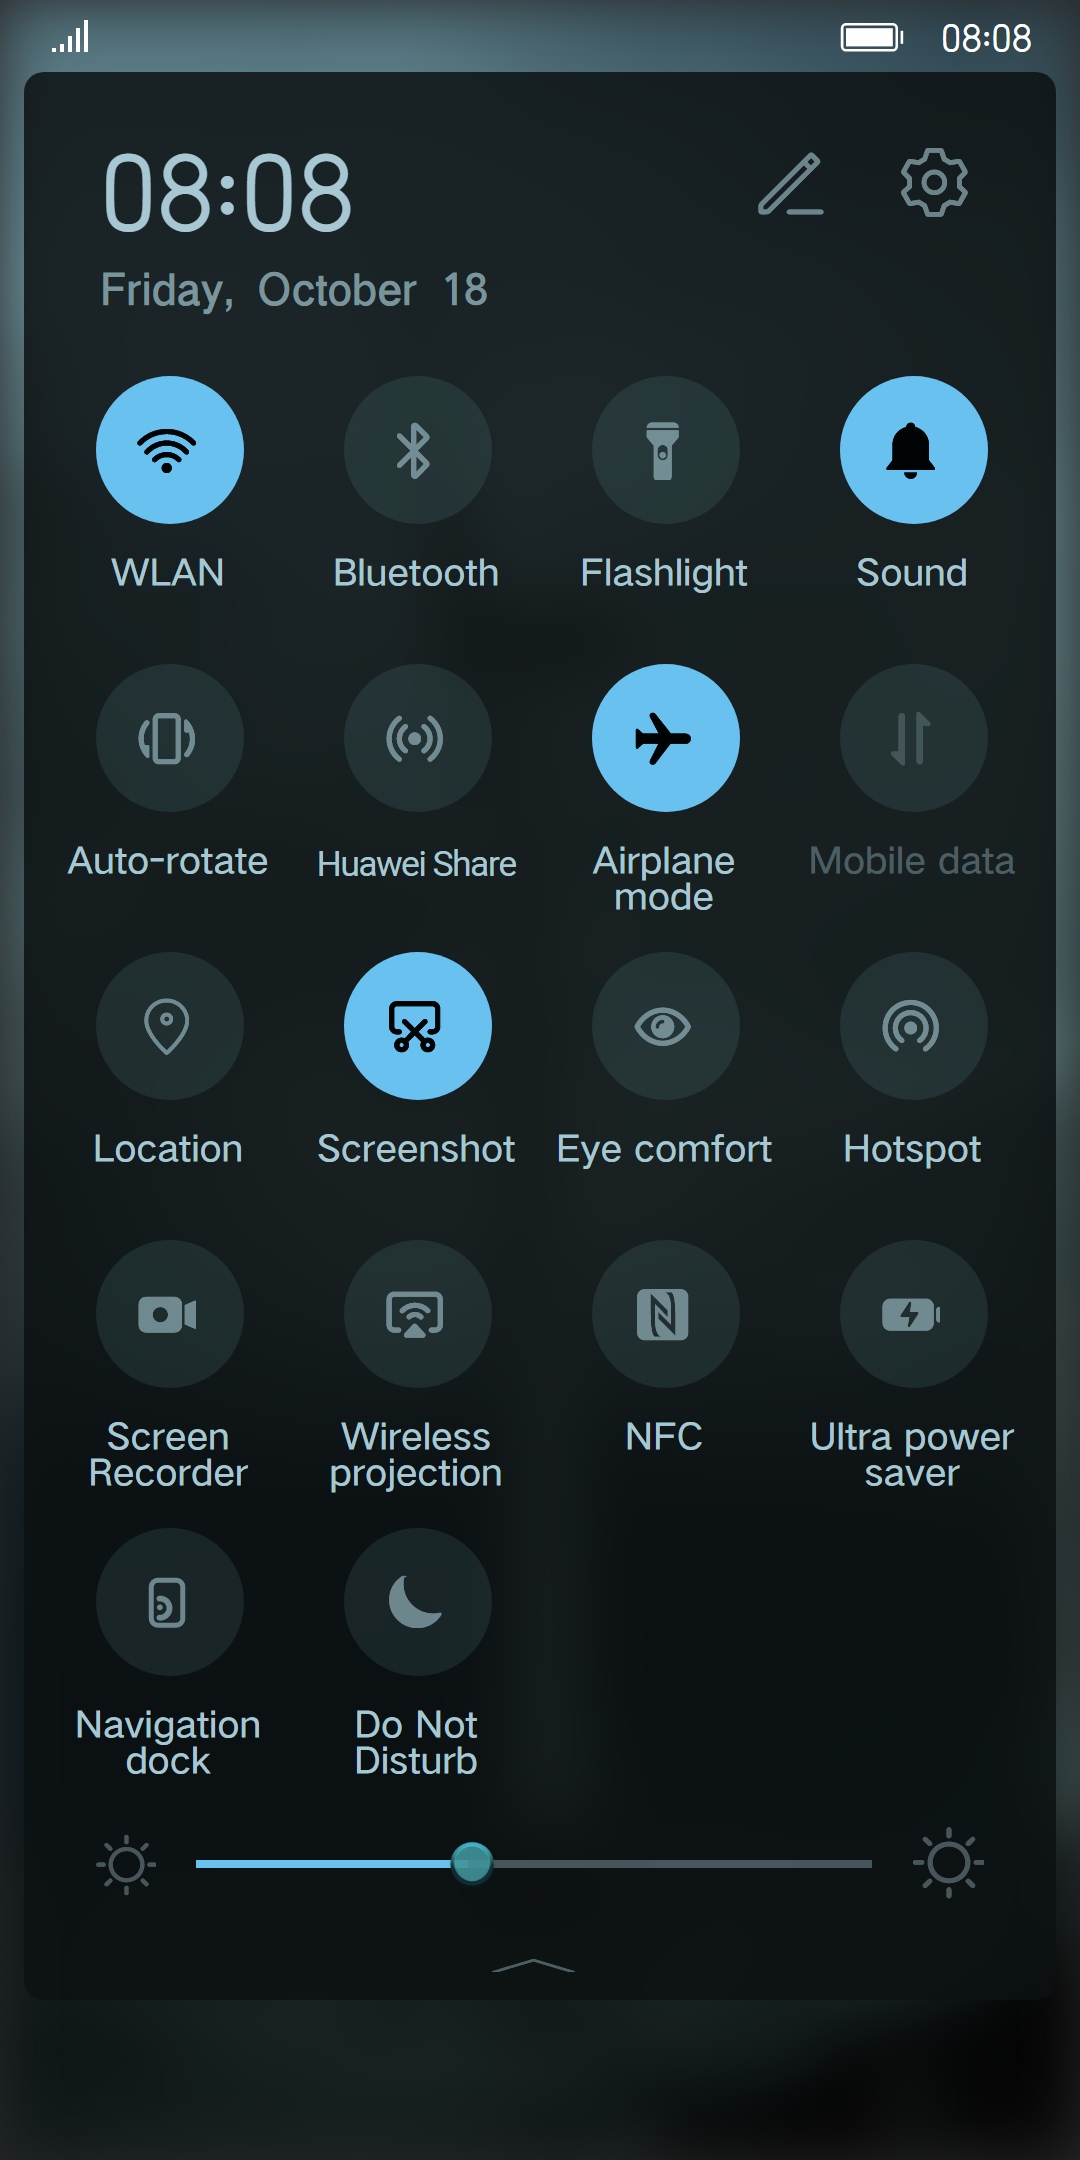 08:08
08:08
Friday, October 18
WLAN
Bluetooth
Flashlight
Sound
Auto-rotate
Huawei Share
Airplane
mode
Mobile data
Location
Screenshot
Eye comfort
Hotspot
Screen
Recorder
Wireless
projection
NFC
Ultra power
saver
Navigation
dock
Do Not
Disturb